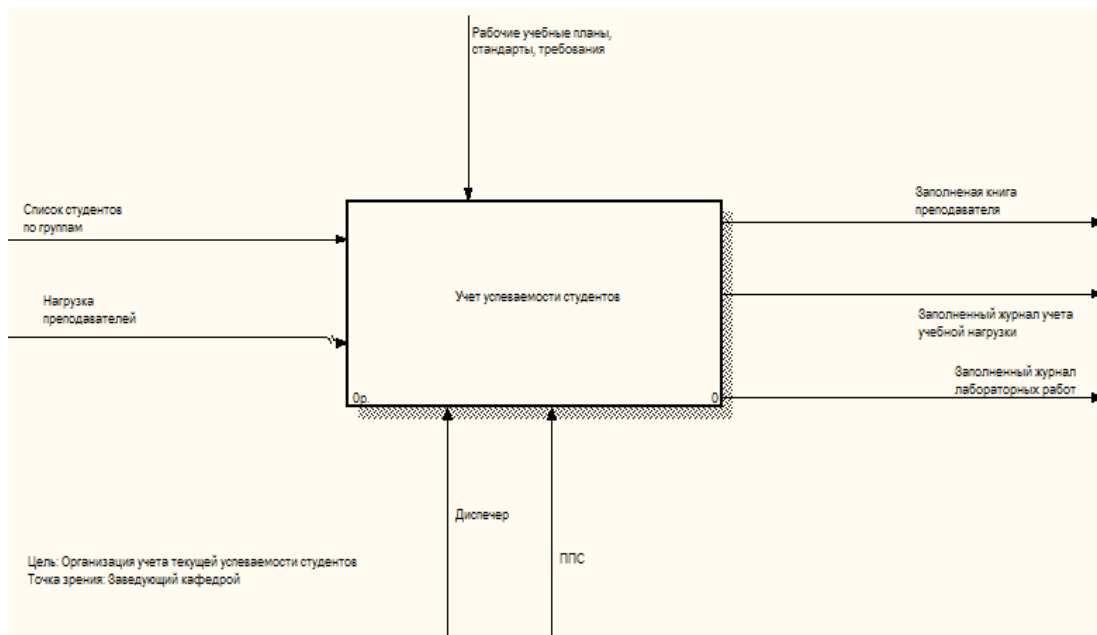 Рабочие учебные планы,
стандарты, требования
Список студентов
по группам
Заполненая книга
преподавателя
Учет успеваемости студентов
Нагрузка
преподавателей
Заполненный журнал учета
учебной нагрузки
Заполненный журнал
лабораторных работ
0р.
0
Диспечер
ППС
Цель: Организация учета текущей успеваемости студентов
Точка зрения: Заведующий кафедрой